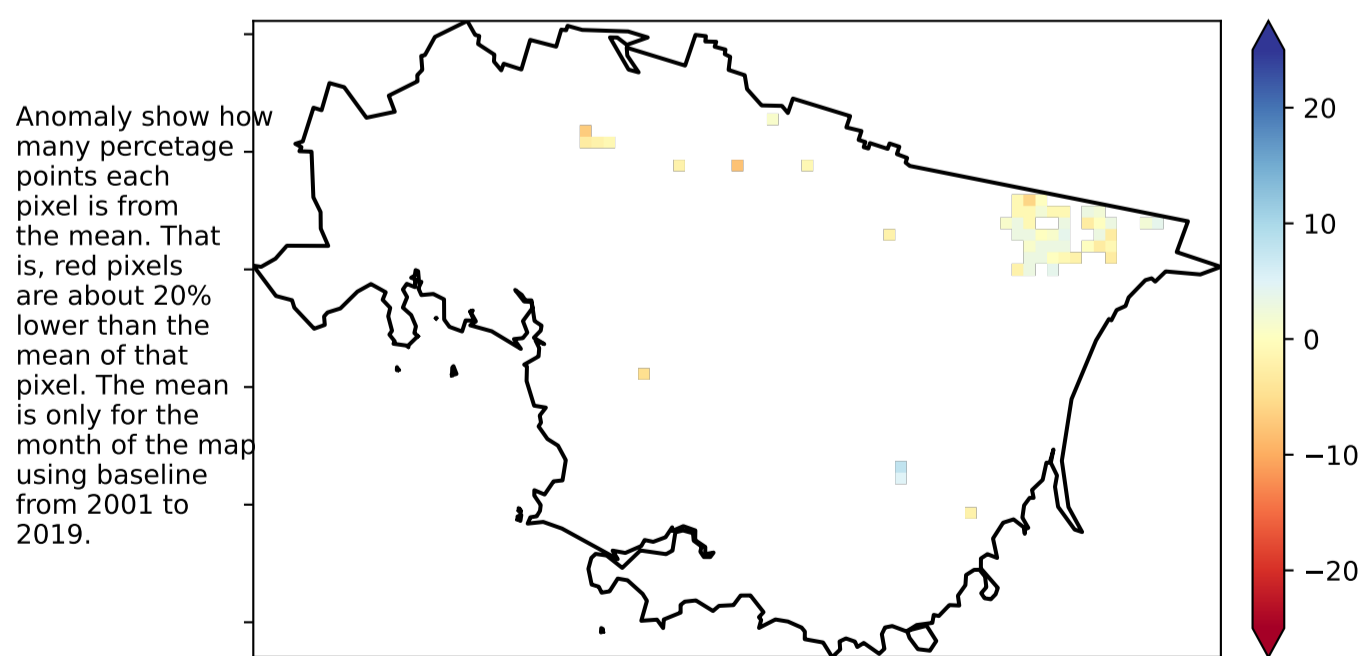 Anomaly show how
many percetage
points each
pixel is from
the mean. That
is, red pixels
are about 20%
lower than the
mean of that
pixel. The mean
is only for the
month of the map
using baseline
from 2001 to
2019.
20
10
0
−10
−20